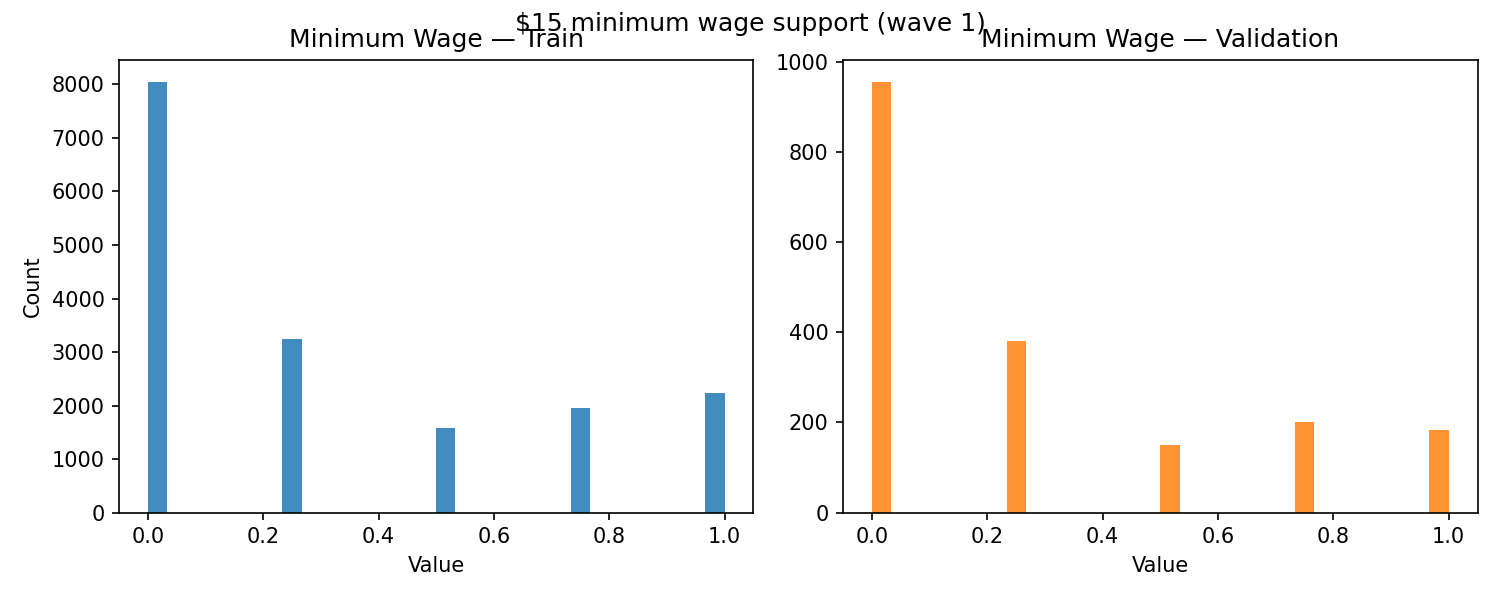 $15 minimum wage support (wave 1)
Minimum Wage — Train
Minimum Wage — Validation
8000
7000
6000
5000
4000
3000
2000
1000
0
Count
0.0 0.2 0.4 0.6 0.8 1.0
Value
1000
800
600
400
200
0
0.0 0.2 0.4 0.6 0.8 1.0
Value